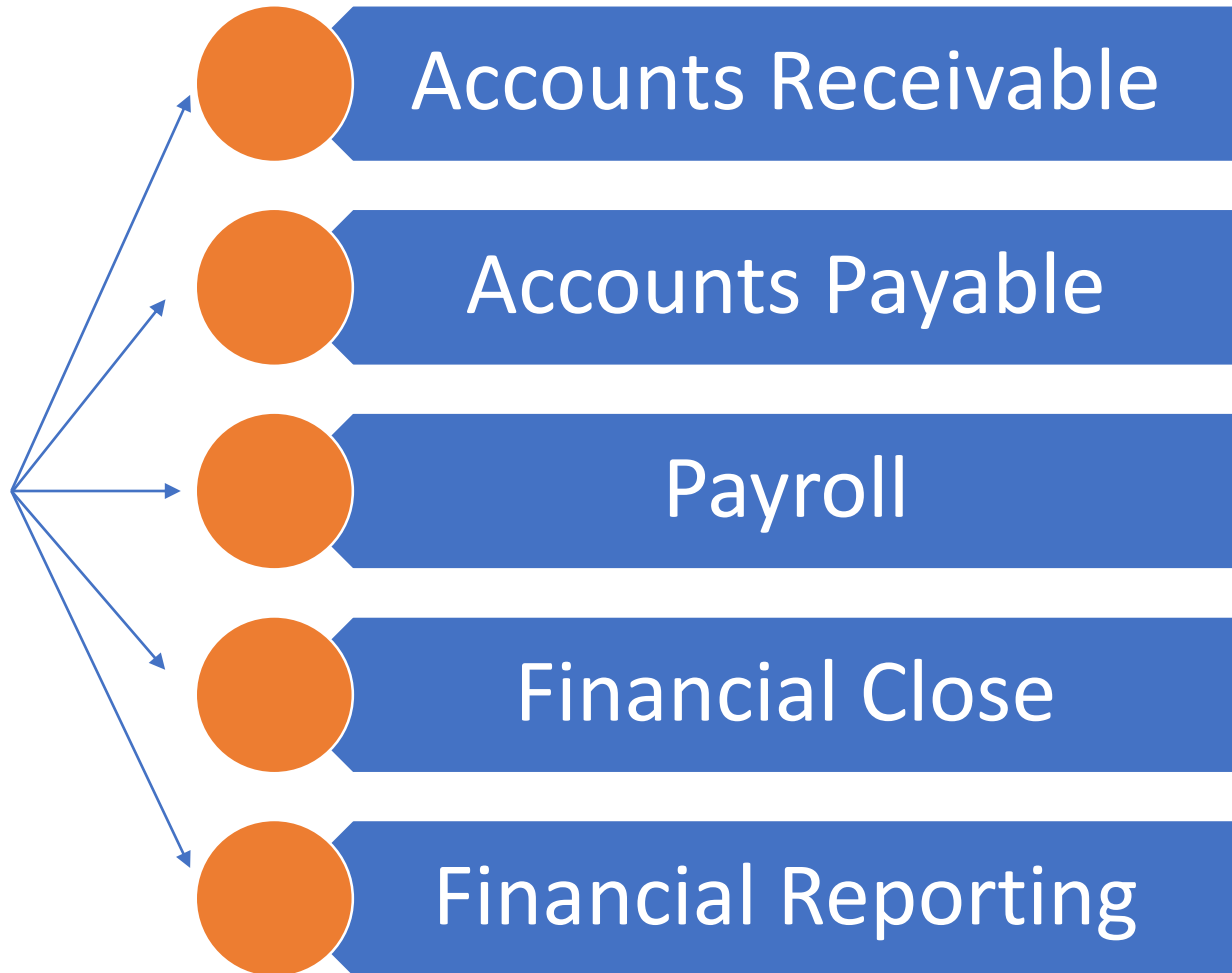 Accounts Receivable
Accounts Payable
Payroll
Financial Close
Financial Reporting